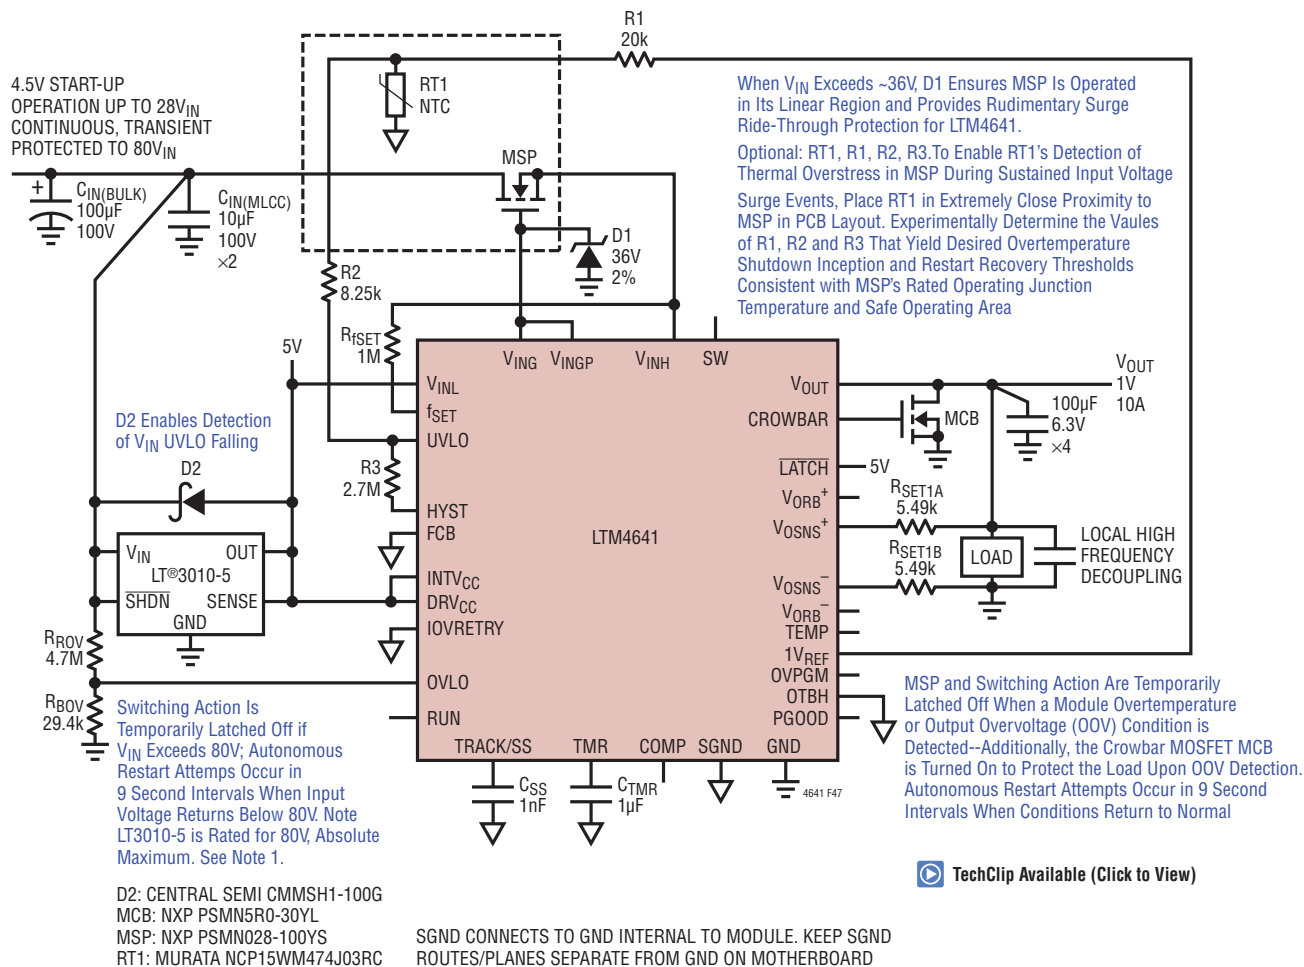 R1
20k
4.5V START-UP
OPERATION UP TO 28VIN
CONTINUOUS, TRANSIENT
PROTECTED TO 80VIN
RT1
NTC
When VIN Exceeds ~36V, D1 Ensures MSP Is Operated
in Its Linear Region and Provides Rudimentary Surge
Ride-Through Protection for LTM4641.
Optional: RT1, R1, R2, R3.To Enable RT1's Detection of
Thermal Overstress in MSP During Sustained Input Voltage
Surge Events, Place RT1 in Extremely Close Proximity to
MSP in PCB Layout. Experimentally Determine the Vaules
of R1, R2 and R3 That Yield Desired Overtemperature
Shutdown Inception and Restart Recovery Thresholds
Consistent with MSP's Rated Operating Junction
Temperature and Safe Operating Area
MSP
+
CIN(BULK)
100µF
100V
CIN(MLCC)
10µF
100V
×2
D1
36V
2%
R2
8.25k
RfSET
1M
5V
VING
VINGP
VINH
SW
VINL
fSET
UVLO
HYST
FCB
INTVCC
DRVCC
IOVRETRY
OVLO
RUN
TRACK/SS
TMR
COMP
SGND
GND
LTM4641
VOUT
CROWBAR
LATCH
VORB+
VOSNS+
VOSNS−
VORB−
TEMP
1VREF
OVPGM
OTBH
PGOOD
VOUT
1V
10A
MCB
100µF
6.3V
×4
5V
RSET1A
5.49k
RSET1B
5.49k
LOAD
LOCAL HIGH
FREQUENCY
DECOUPLING
D2 Enables Detection
of VIN UVLO Falling
D2
R3
2.7M
VIN
OUT
LT®3010-5
SHDN
SENSE
GND
RROV
4.7M
RBOV
29.4k
Switching Action Is
Temporarily Latched Off if
VIN Exceeds 80V; Autonomous
Restart Attemps Occur in
9 Second Intervals When Input
Voltage Returns Below 80V. Note
LT3010-5 is Rated for 80V, Absolute
Maximum. See Note 1.
CSS
1nF
CTMR
1µF
4641 F47
MSP and Switching Action Are Temporarily
Latched Off When a Module Overtemperature
or Output Overvoltage (OOV) Condition is
Detected--Additionally, the Crowbar MOSFET MCB
is Turned On to Protect the Load Upon OOV Detection.
Autonomous Restart Attempts Occur in 9 Second
Intervals When Conditions Return to Normal
TechClip Available (Click to View)
D2: CENTRAL SEMI CMMSH1-100G
MCB: NXP PSMN5R0-30YL
MSP: NXP PSMN028-100YS
RT1: MURATA NCP15WM474J03RC
SGND CONNECTS TO GND INTERNAL TO MODULE. KEEP SGND
ROUTES/PLANES SEPARATE FROM GND ON MOTHERBOARD